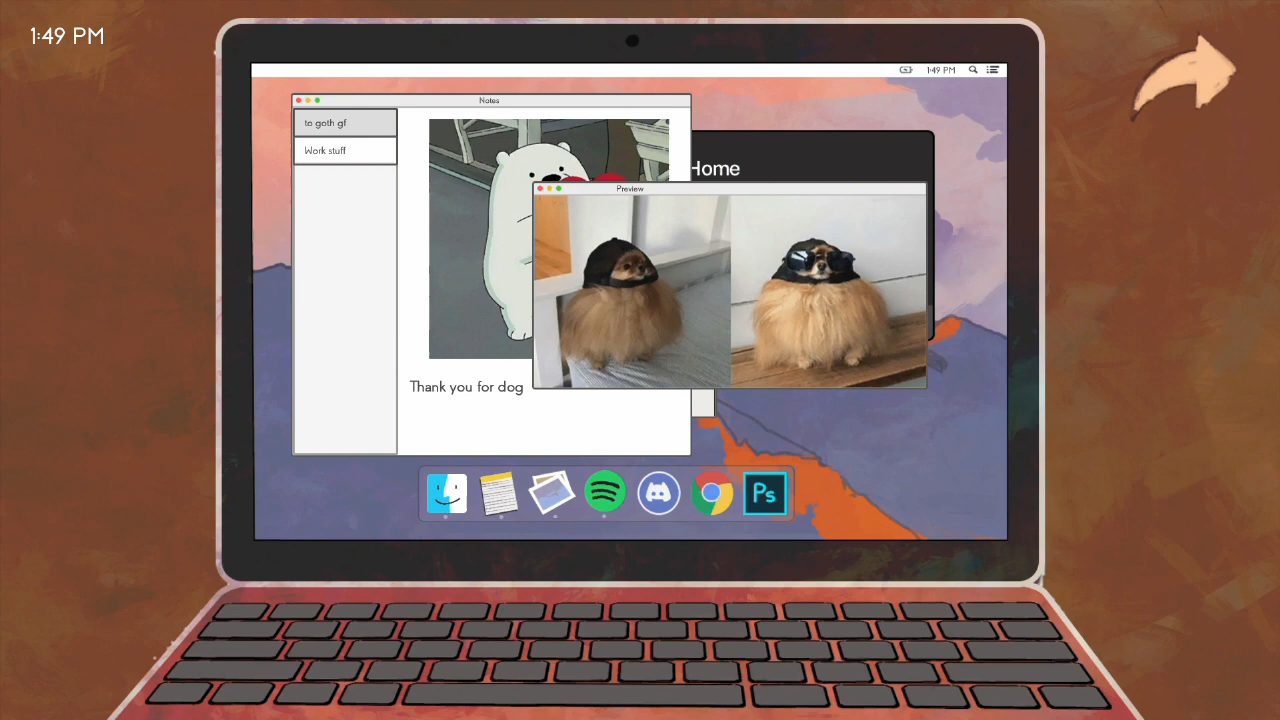 1:49 PM
1:49 PM
Notes
to goth gf
Work stuff
Home
Preview
Thank you for dog
Ps